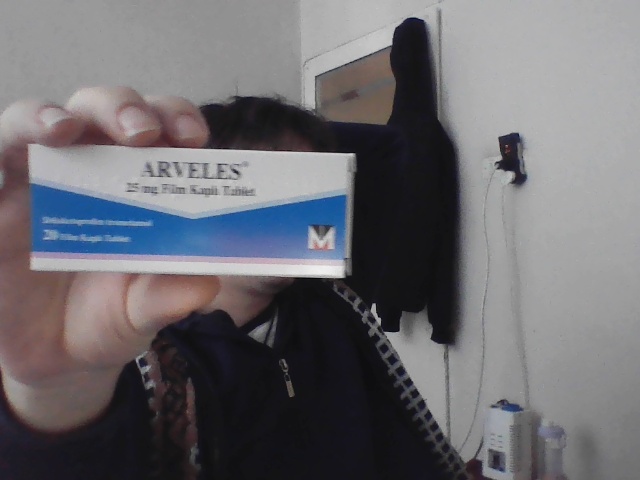 ARVELES®
25 mg Film Kaplı Tablet
Deksketoprofen trometamol
20 Film Kaplı Tablet
M